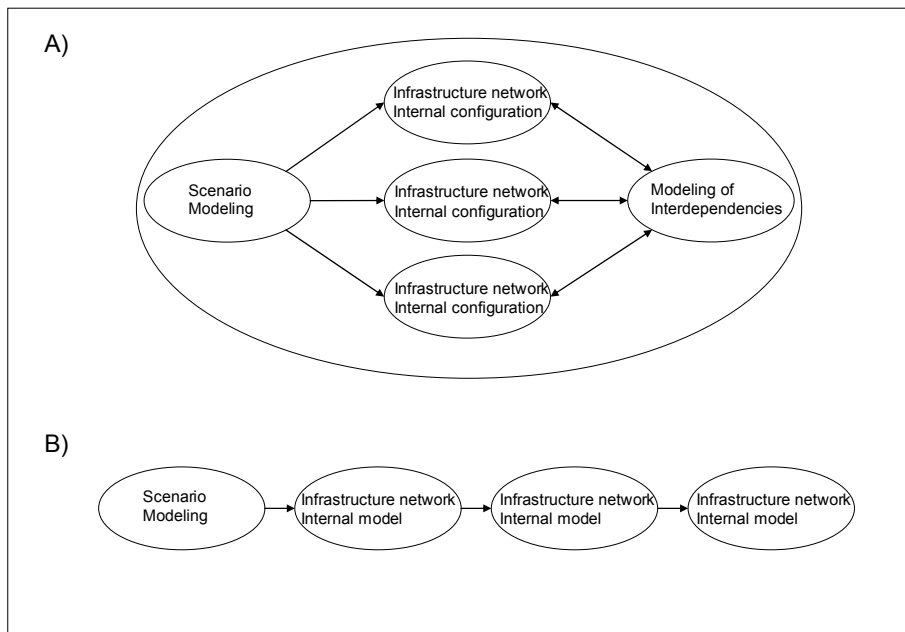 A)
Infrastructure network
Internal configuration
Scenario
Modeling
Infrastructure network
Internal configuration
Modeling of
Interdependencies
Infrastructure network
Internal configuration
B)
Scenario
Modeling
Infrastructure network
Internal model
Infrastructure network
Internal model
Infrastructure network
Internal model